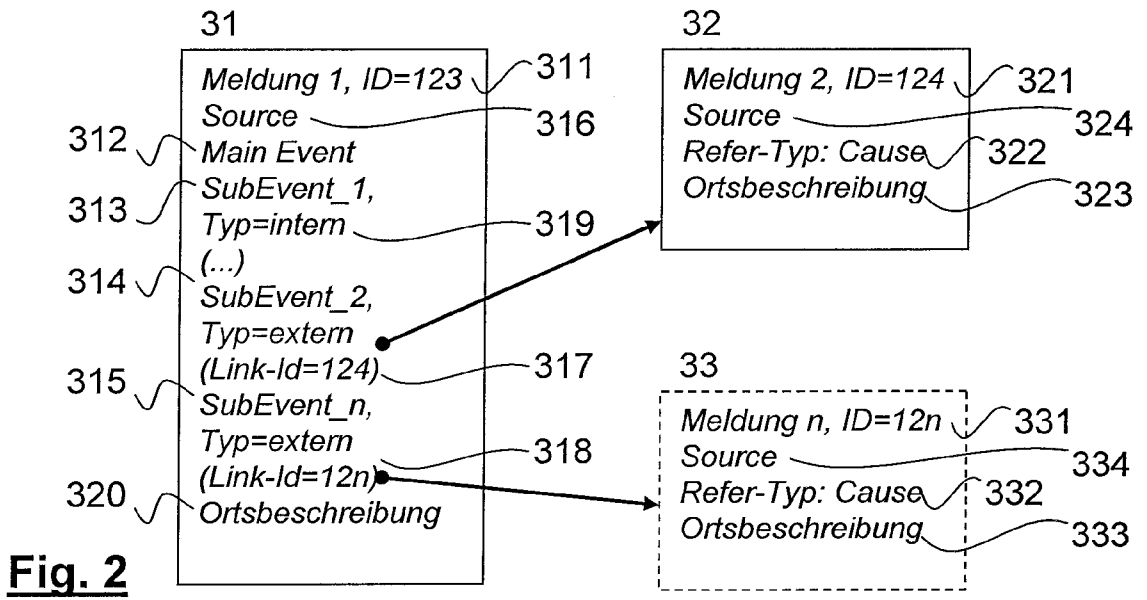 31
Meldung 1, ID=123
311
Source
316
312
Main Event
313
SubEvent_1,
Typ=intern
319
(...)
314
SubEvent_2,
Typ=extern
(Link-Id=124)
317
315
SubEvent_n,
Typ=extern
318
(Link-Id=12n)
320
Ortsbeschreibung
32
Meldung 2, ID=124
321
Source
324
Refer-Typ: Cause
322
Ortsbeschreibung
323
33
Meldung n, ID=12n
331
Source
334
Refer-Typ: Cause
332
Ortsbeschreibung
333
Fig. 2